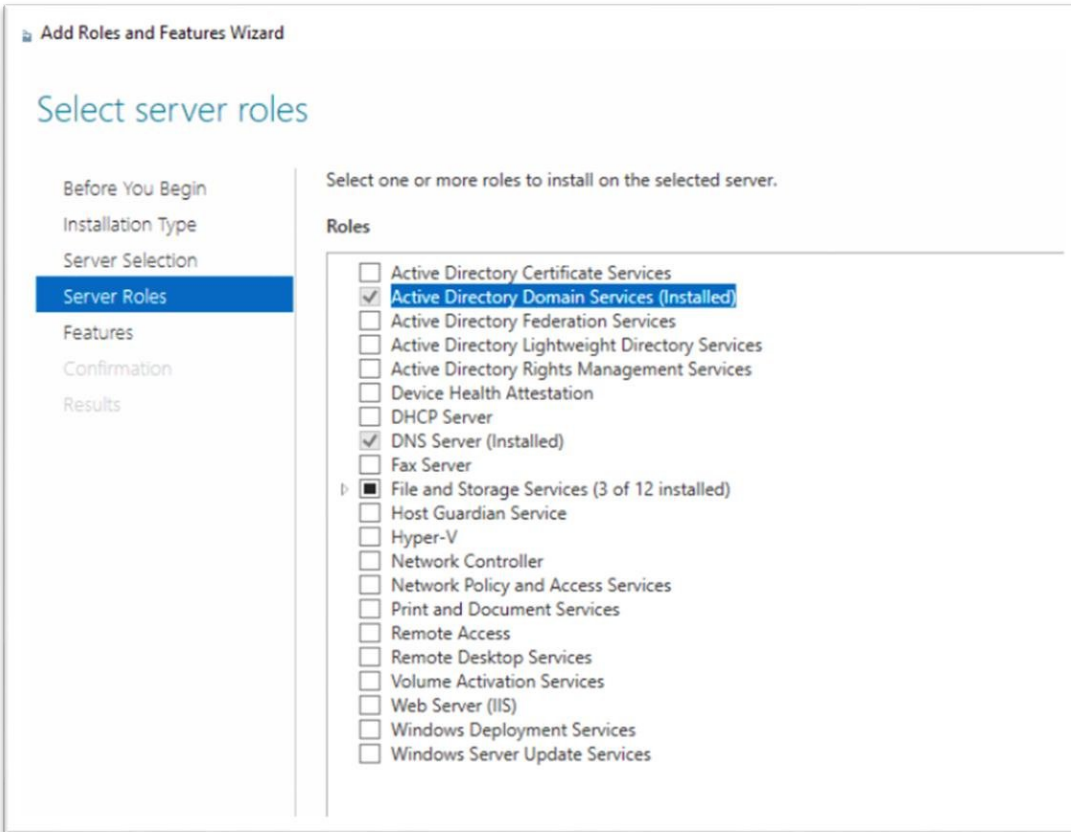 Add Roles and Features Wizard
Select server roles
Before You Begin
Installation Type
Server Selection
Server Roles
Features
Confirmation
Results
Select one or more roles to install on the selected server.
Roles
Active Directory Certificate Services
Active Directory Domain Services (Installed)
Active Directory Federation Services
Active Directory Lightweight Directory Services
Active Directory Rights Management Services
Device Health Attestation
DHCP Server
DNS Server (Installed)
Fax Server
File and Storage Services (3 of 12 installed)
Host Guardian Service
Hyper-V
Network Controller
Network Policy and Access Services
Print and Document Services
Remote Access
Remote Desktop Services
Volume Activation Services
Web Server (IIS)
Windows Deployment Services
Windows Server Update Services